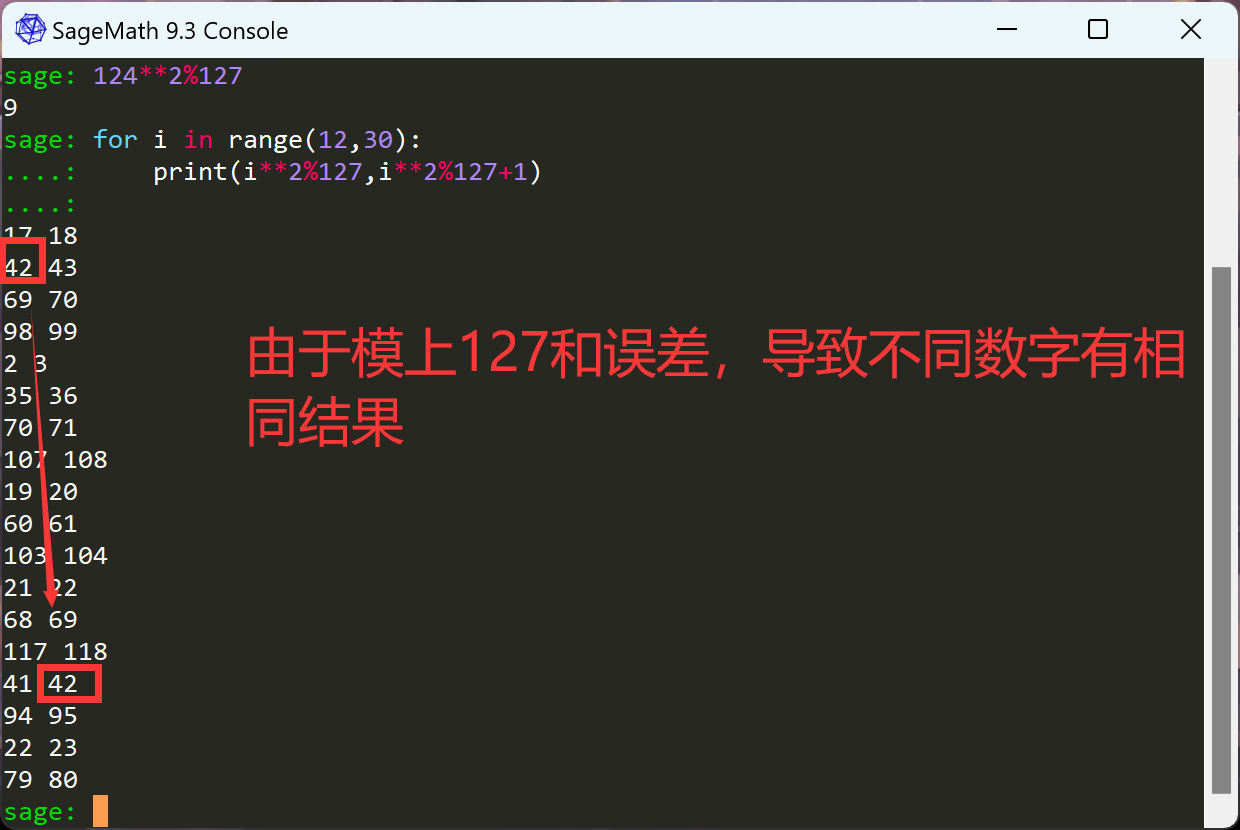 SageMath 9.3 Console
sage: 124**2%127
9
sage: for i in range(12,30):
....:     print(i**2%127,i**2%127+1)
....:
17 18
42 43
69 70
98 99
2 3
35 36
70 71
107 108
19 20
60 61
103 104
21 22
68 69
117 118
41 42
94 95
22 23
79 80
sage:
由于模上127和误差，导致不同数字有相
同结果